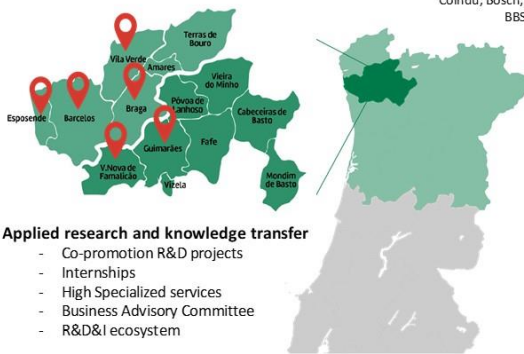 Coindu, Bosch,
BBS
Terras de
Bouro
Vila Verde
Amares
Vieira
do Minho
Póvoa de
Lanhoso
Braga
Esposende
Barcelos
Cabeceiras de
Basto
Guimarães
Fafe
V.Nova de
Famalicão
Vizela
Mondim
de Basto
Applied research and knowledge transfer
- Co-promotion R&D projects
- Internships
- High Specialized services
- Business Advisory Committee
- R&D&I ecosystem